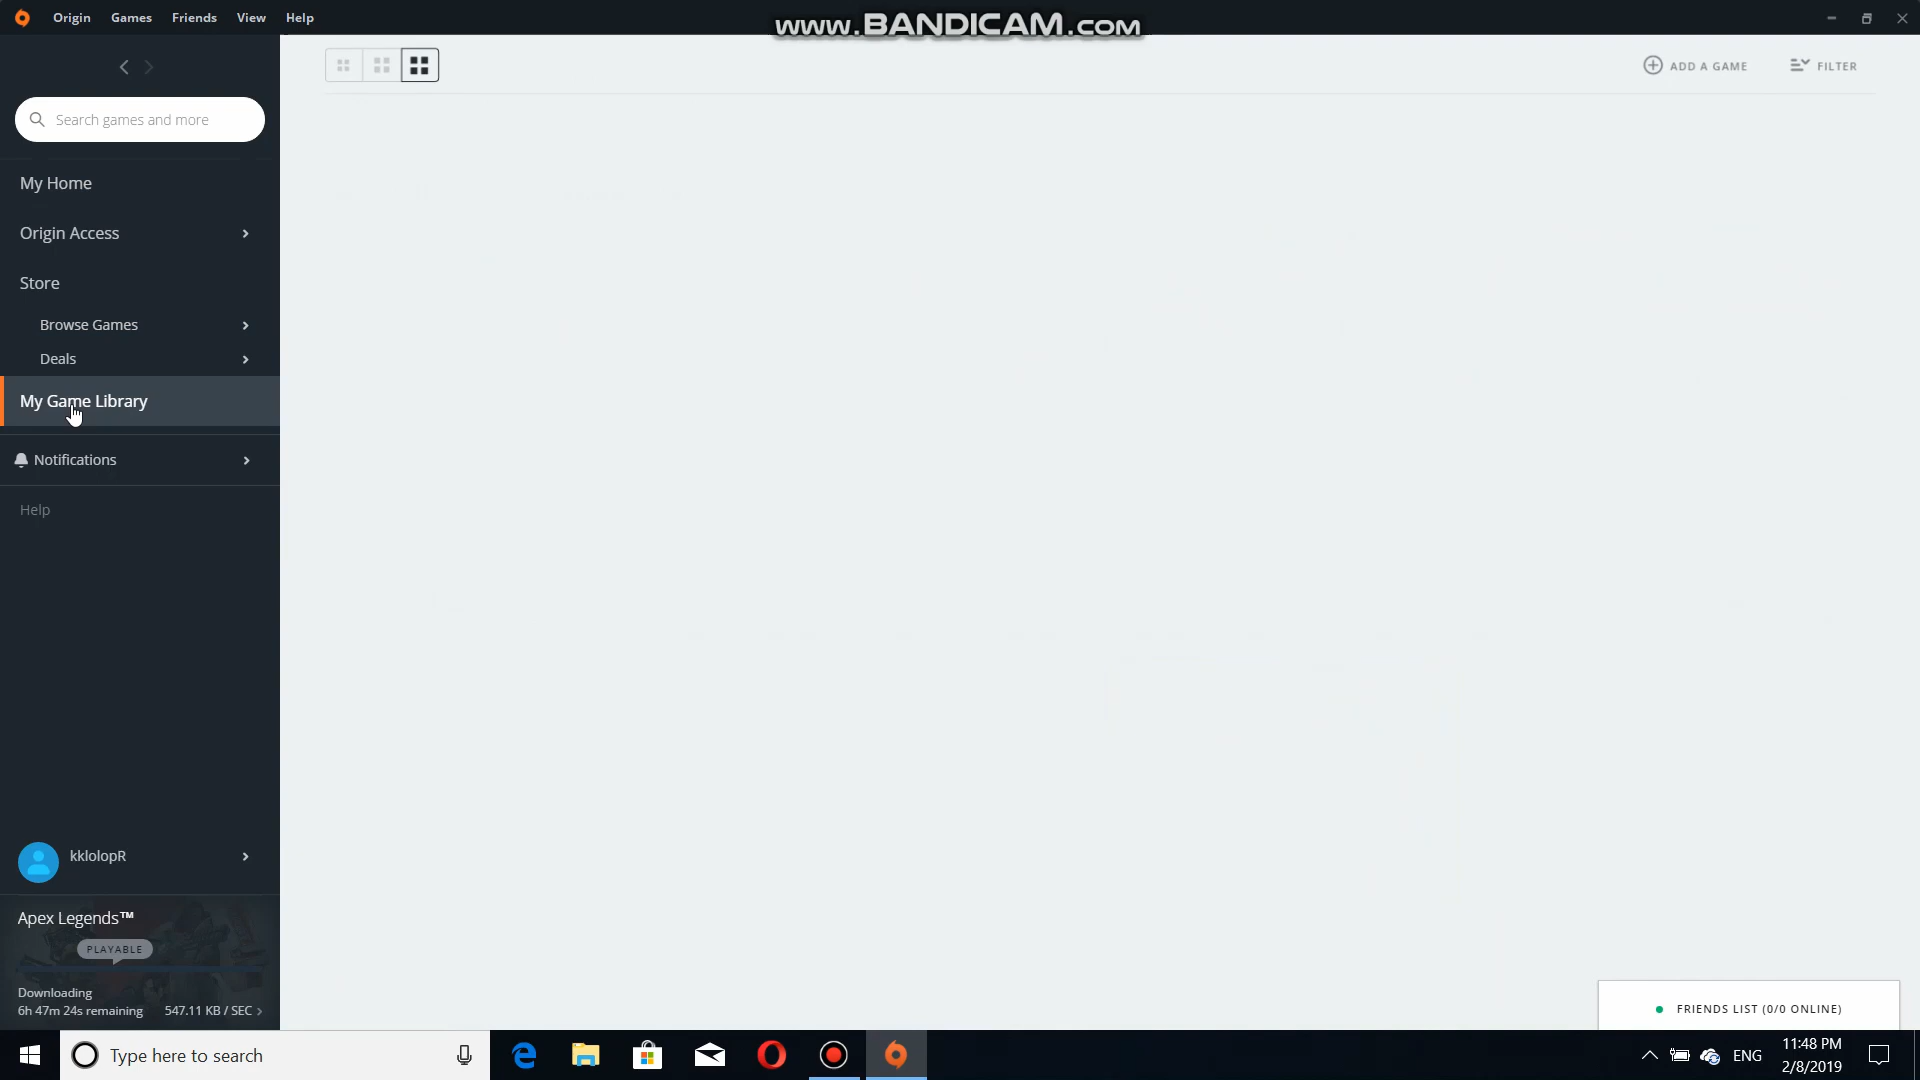 Origin Games Friends View Help
www.BANDICAM.com
ADD A GAME
FILTER
Search games and more
My Home
Origin Access
Store
Browse Games
Deals
My Game Library
Notifications
Help
kklolopR
Apex Legends™
PLAYABLE
Downloading
6h 47m 24s remaining 547.11 KB / SEC
FRIENDS LIST (0/0 ONLINE)
Type here to search
ENG
11:48 PM
2/8/2019